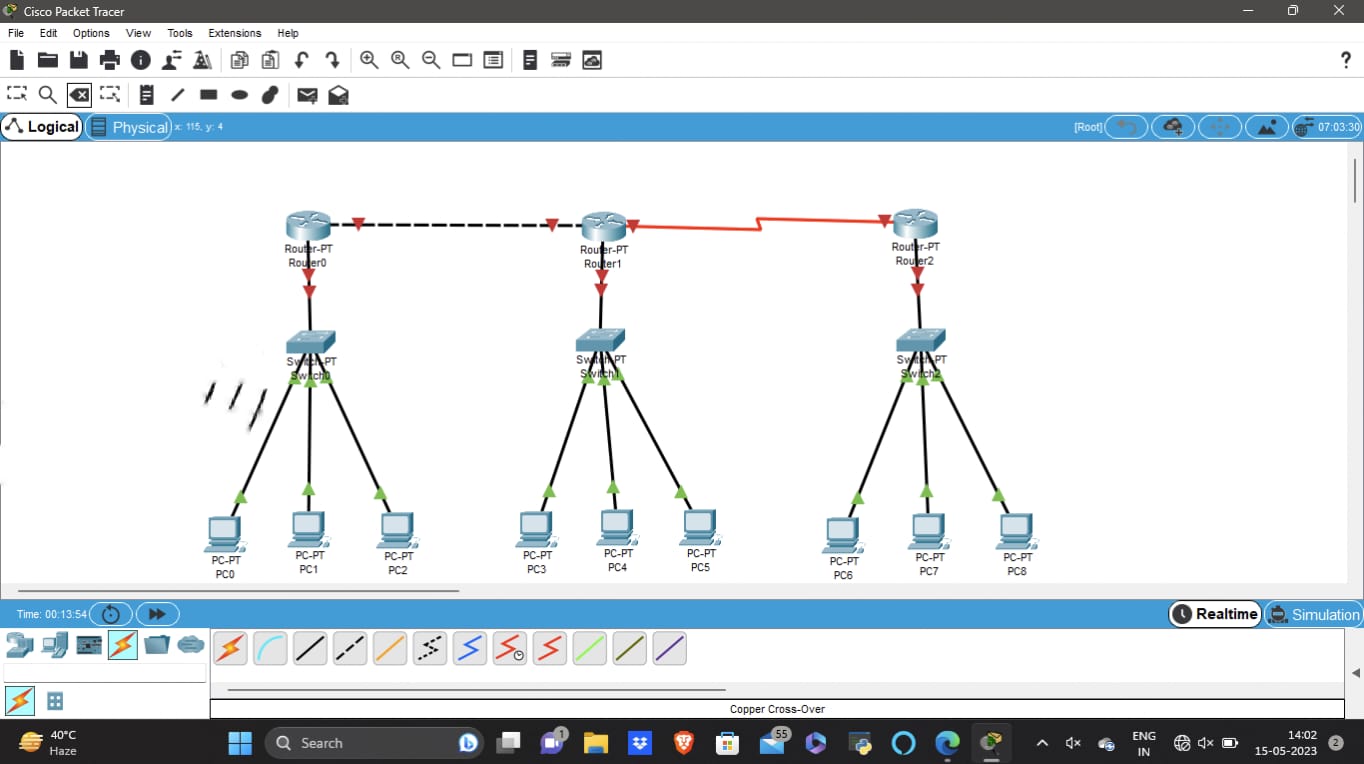 Cisco Packet Tracer
File Edit Options View Tools Extensions Help
?
Logical Physical x: 115, y: 4 [Root] 07:03:30
Router-PT
Router0
Router-PT
Router1
Router-PT
Router2
Switch-PT
Switch0
Switch-PT
Switch1
Switch-PT
Switch2
PC-PT
PC0
PC-PT
PC1
PC-PT
PC2
PC-PT
PC3
PC-PT
PC4
PC-PT
PC5
PC-PT
PC6
PC-PT
PC7
PC-PT
PC8
Time: 00:13:54 Realtime Simulation
Copper Cross-Over
40°C
Haze
Search
1
55
ENG
IN
14:02
15-05-2023
2